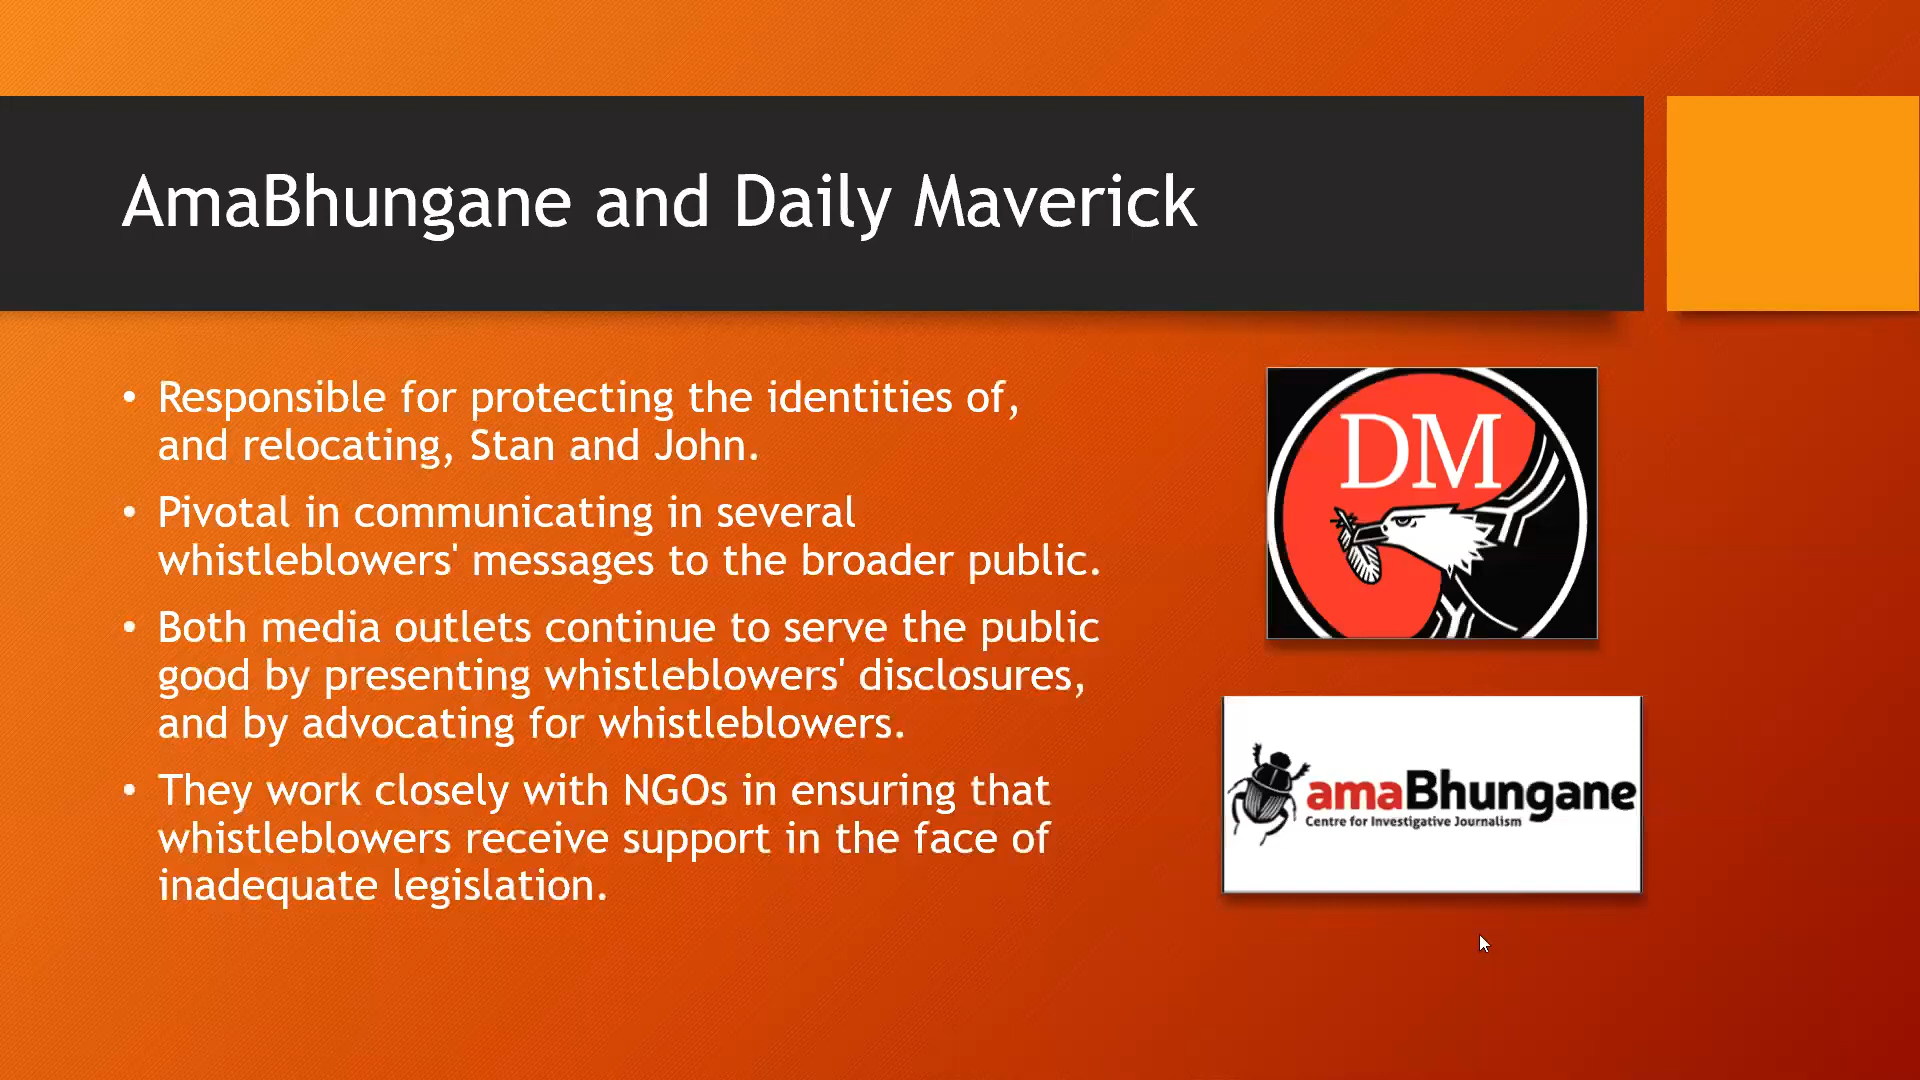 AmaBhungane and Daily Maverick
• Responsible for protecting the identities of,
and relocating, Stan and John.
• Pivotal in communicating in several
whistleblowers' messages to the broader public.
• Both media outlets continue to serve the public
good by presenting whistleblowers' disclosures,
and by advocating for whistleblowers.
• They work closely with NGOs in ensuring that
whistleblowers receive support in the face of
inadequate legislation.
DM
amaBhungane
Centre for Investigative Journalism